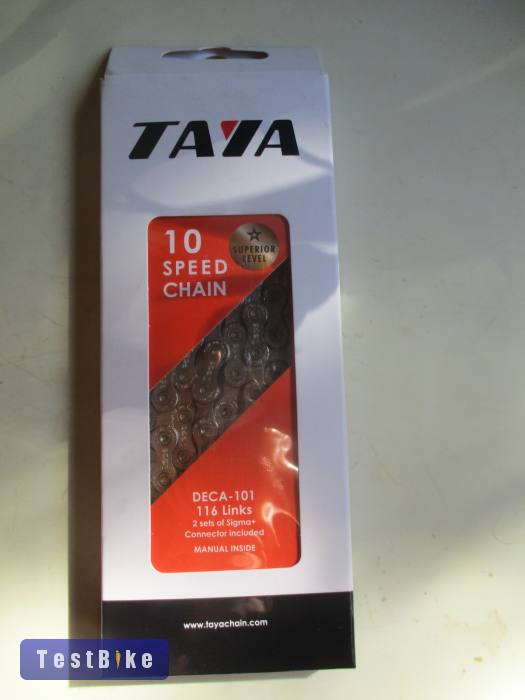 TAYA
10
SPEED
CHAIN
SUPERIOR
LEVEL
DECA-101
116 Links
2 sets of Sigma+
Connector included
MANUAL INSIDE
www.tayachain.com
TestBike